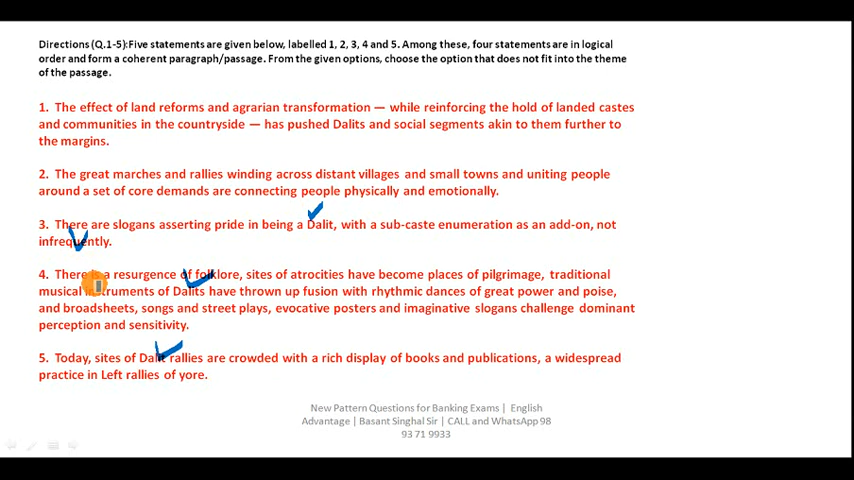 Directions (Q.1-5):Five statements are given below, labelled 1, 2, 3, 4 and 5. Among these, four statements are in logical
order and form a coherent paragraph/passage. From the given options, choose the option that does not fit into the theme
of the passage.
1. The effect of land reforms and agrarian transformation — while reinforcing the hold of landed castes
and communities in the countryside — has pushed Dalits and social segments akin to them further to
the margins.
2. The great marches and rallies winding across distant villages and small towns and uniting people
around a set of core demands are connecting people physically and emotionally.
3. There are slogans asserting pride in being a Dalit, with a sub-caste enumeration as an add-on, not
infrequently.
4. There is a resurgence of folklore, sites of atrocities have become places of pilgrimage, traditional
musical instruments of Dalits have thrown up fusion with rhythmic dances of great power and poise,
and broadsheets, songs and street plays, evocative posters and imaginative slogans challenge dominant
perception and sensitivity.
5. Today, sites of Dalit rallies are crowded with a rich display of books and publications, a widespread
practice in Left rallies of yore.
New Pattern Questions for Banking Exams | English
Advantage | Basant Singhal Sir | CALL and WhatsApp 98
93 71 9933